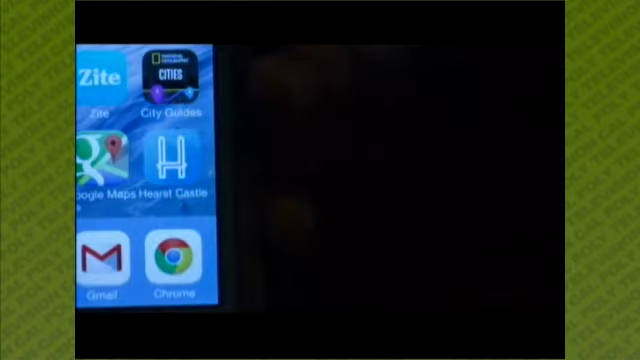 Zite
NATIONAL GEOGRAPHIC
CITIES
Zite
City Guides
oogle Maps
Hearst Castle
Gmail
Chrome